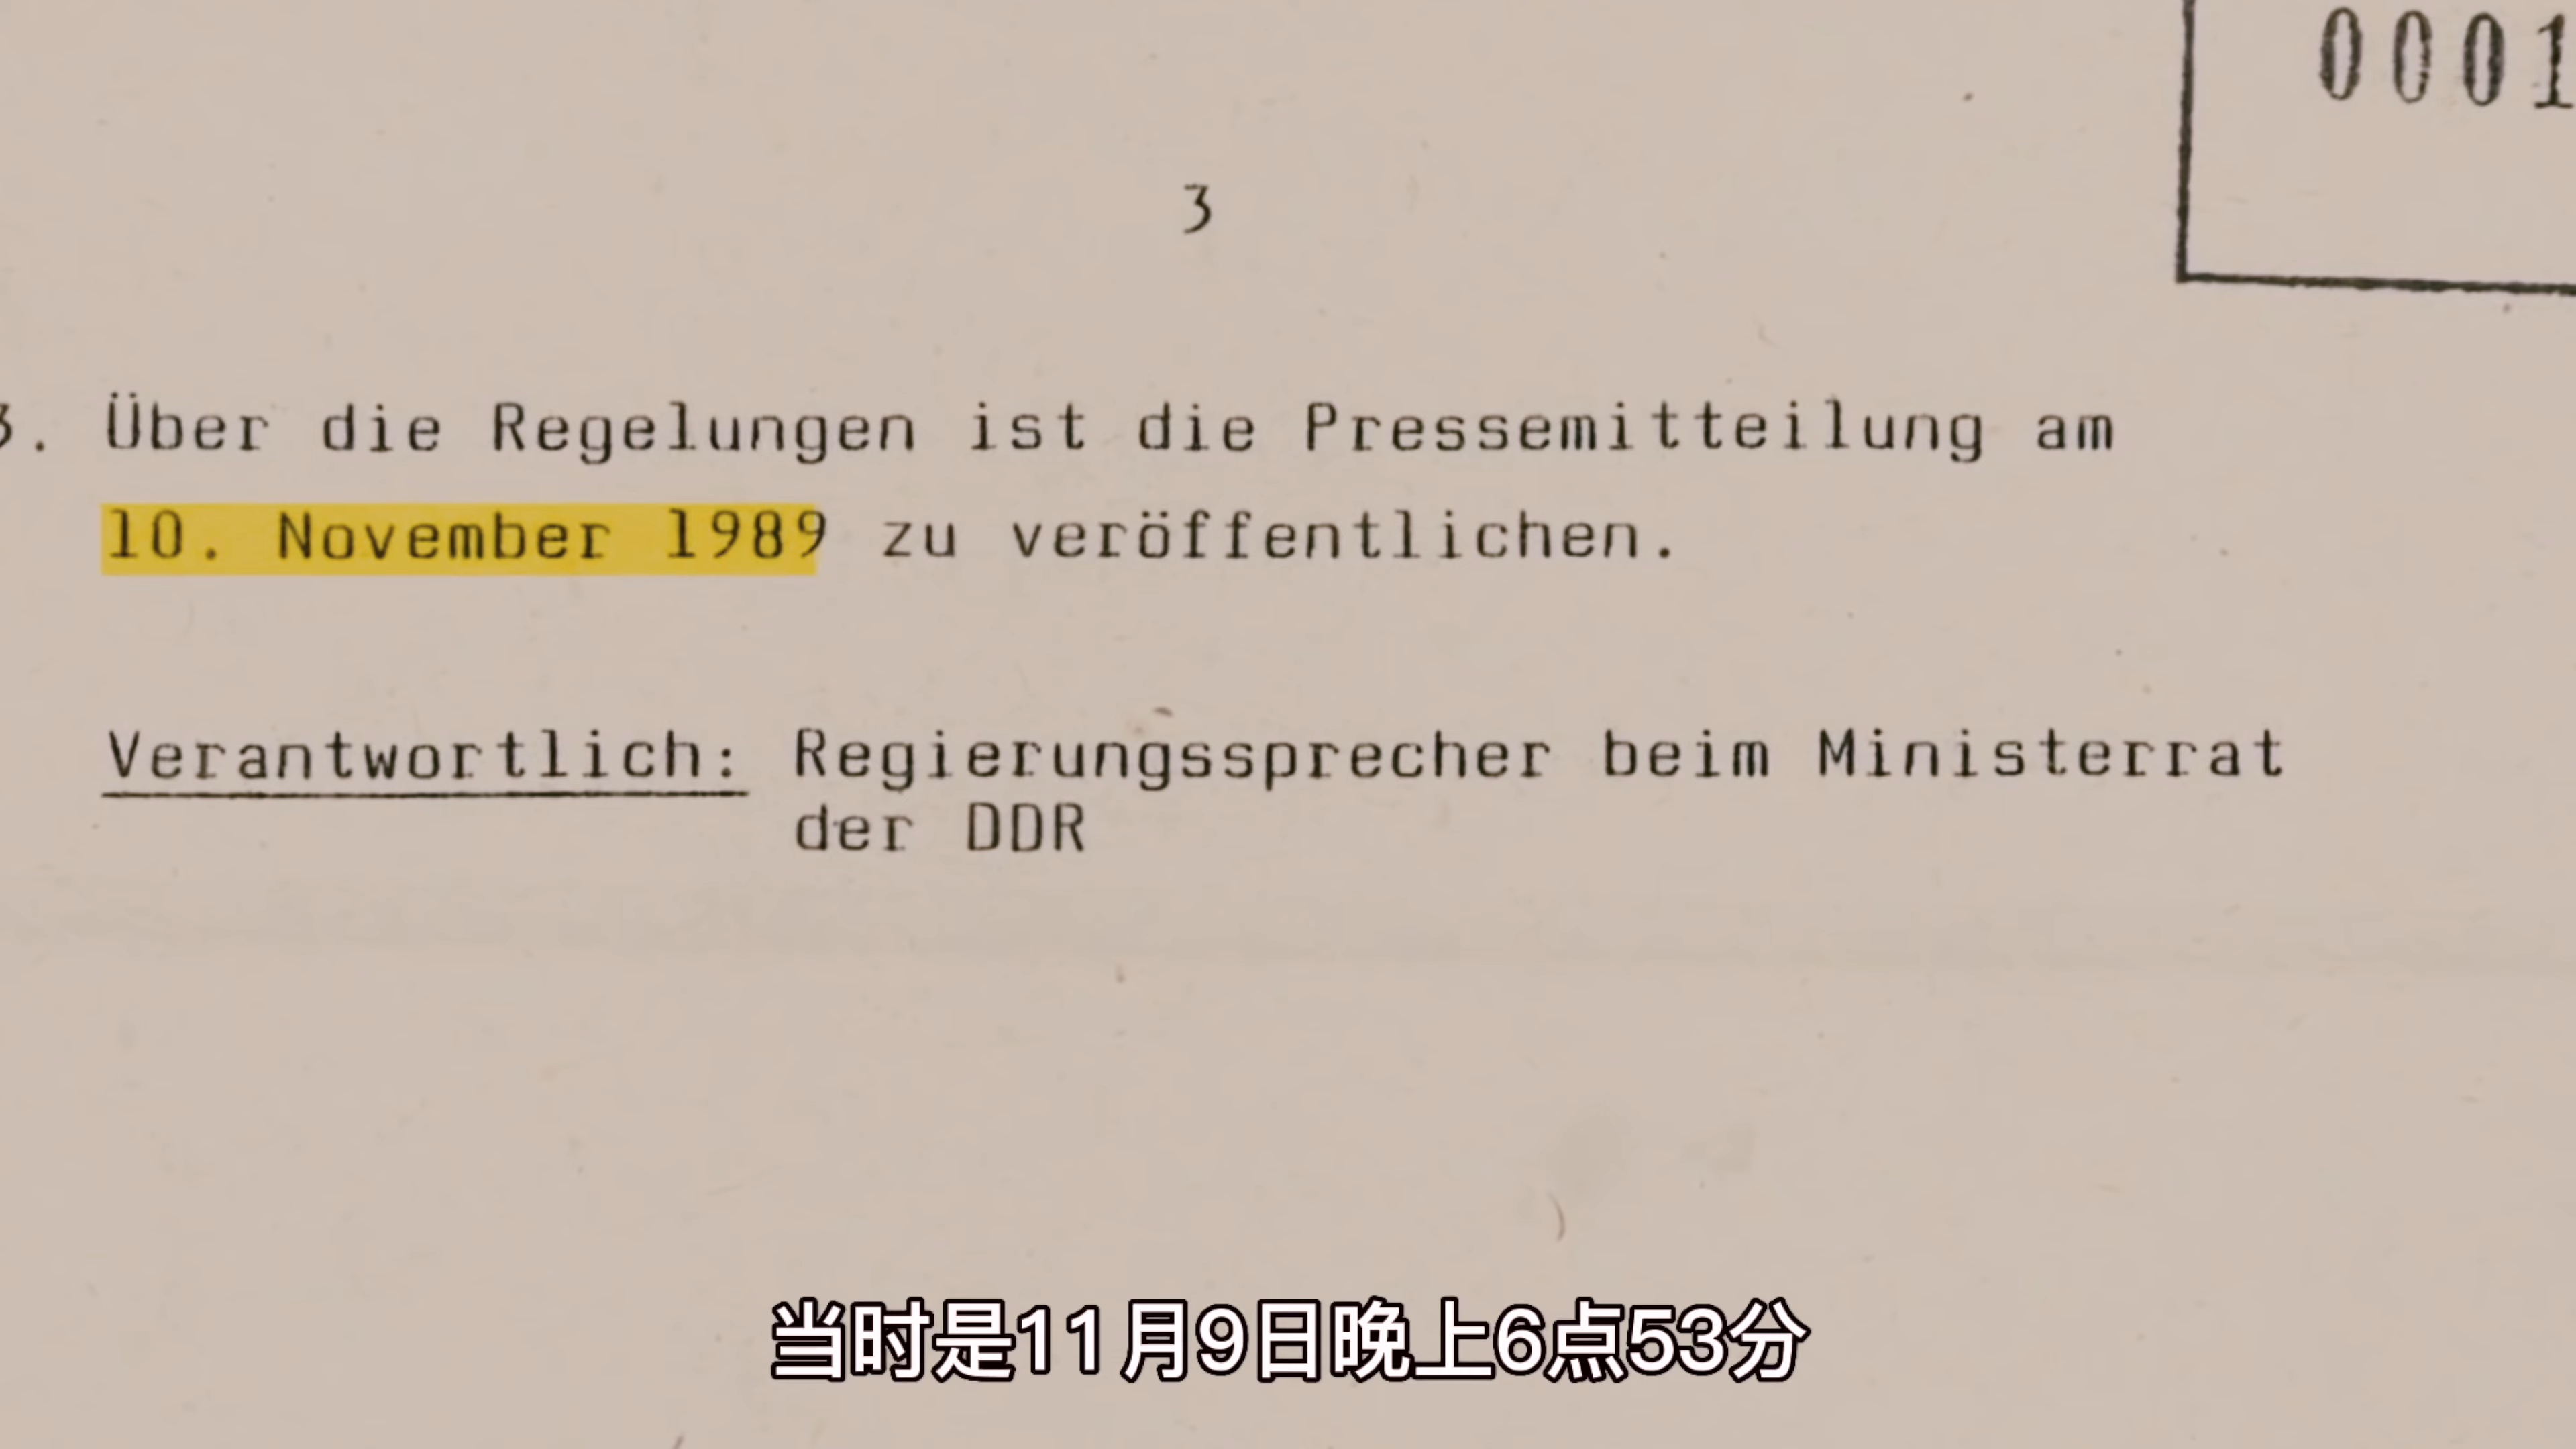 0001
3
3. Über die Regelungen ist die Pressemitteilung am
10. November 1989 zu veröffentlichen.
Verantwortlich: Regierungssprecher beim Ministerrat
der DDR
当时是11月9日晚上6点53分